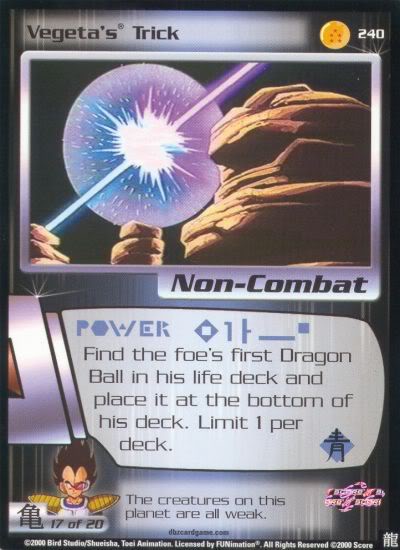 Vegeta's® Trick
240
Non-Combat
POWER
Find the foe's first Dragon
Ball in his life deck and
place it at the bottom of
his deck. Limit 1 per
deck.
青
亀
17 of 20
The creatures on this
planet are all weak.
SCORE
dbzcardgame.com
©2000 Bird Studio/Shueisha, Toei Animation. Licensed by FUNimation®. All Rights Reserved ©2000 Score
龍